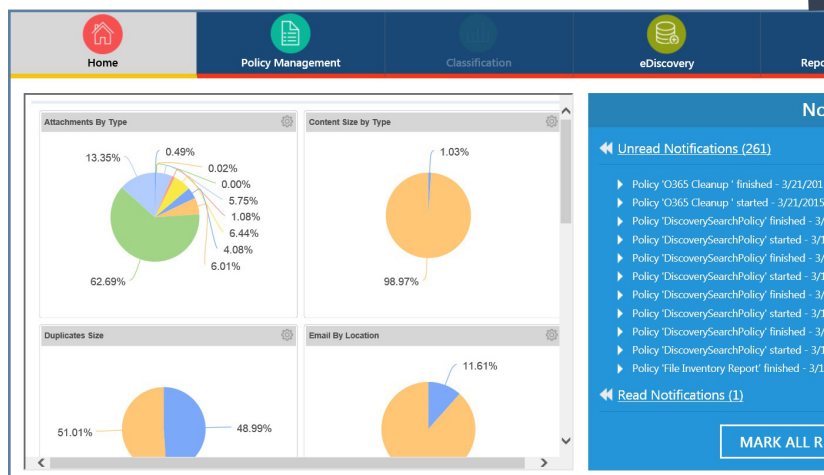 Home
Policy Management
Classification
eDiscovery
Repo
Attachments By Type
13.35%
0.49%
0.02%
0.00%
5.75%
1.08%
6.44%
4.08%
6.01%
62.69%
Content Size by Type
1.03%
98.97%
Duplicates Size
51.01%
48.99%
Email By Location
11.61%
No
Unread Notifications (261)
Policy 'O365 Cleanup ' finished - 3/21/201
Policy 'O365 Cleanup ' started - 3/21/2015
Policy 'DiscoverySearchPolicy' finished - 3/
Policy 'DiscoverySearchPolicy' started - 3/1
Policy 'DiscoverySearchPolicy' finished - 3/
Policy 'DiscoverySearchPolicy' started - 3/1
Policy 'DiscoverySearchPolicy' finished - 3/
Policy 'DiscoverySearchPolicy' started - 3/1
Policy 'DiscoverySearchPolicy' finished - 3/
Policy 'DiscoverySearchPolicy' started - 3/1
Policy 'File Inventory Report' finished - 3/1
Read Notifications (1)
MARK ALL R